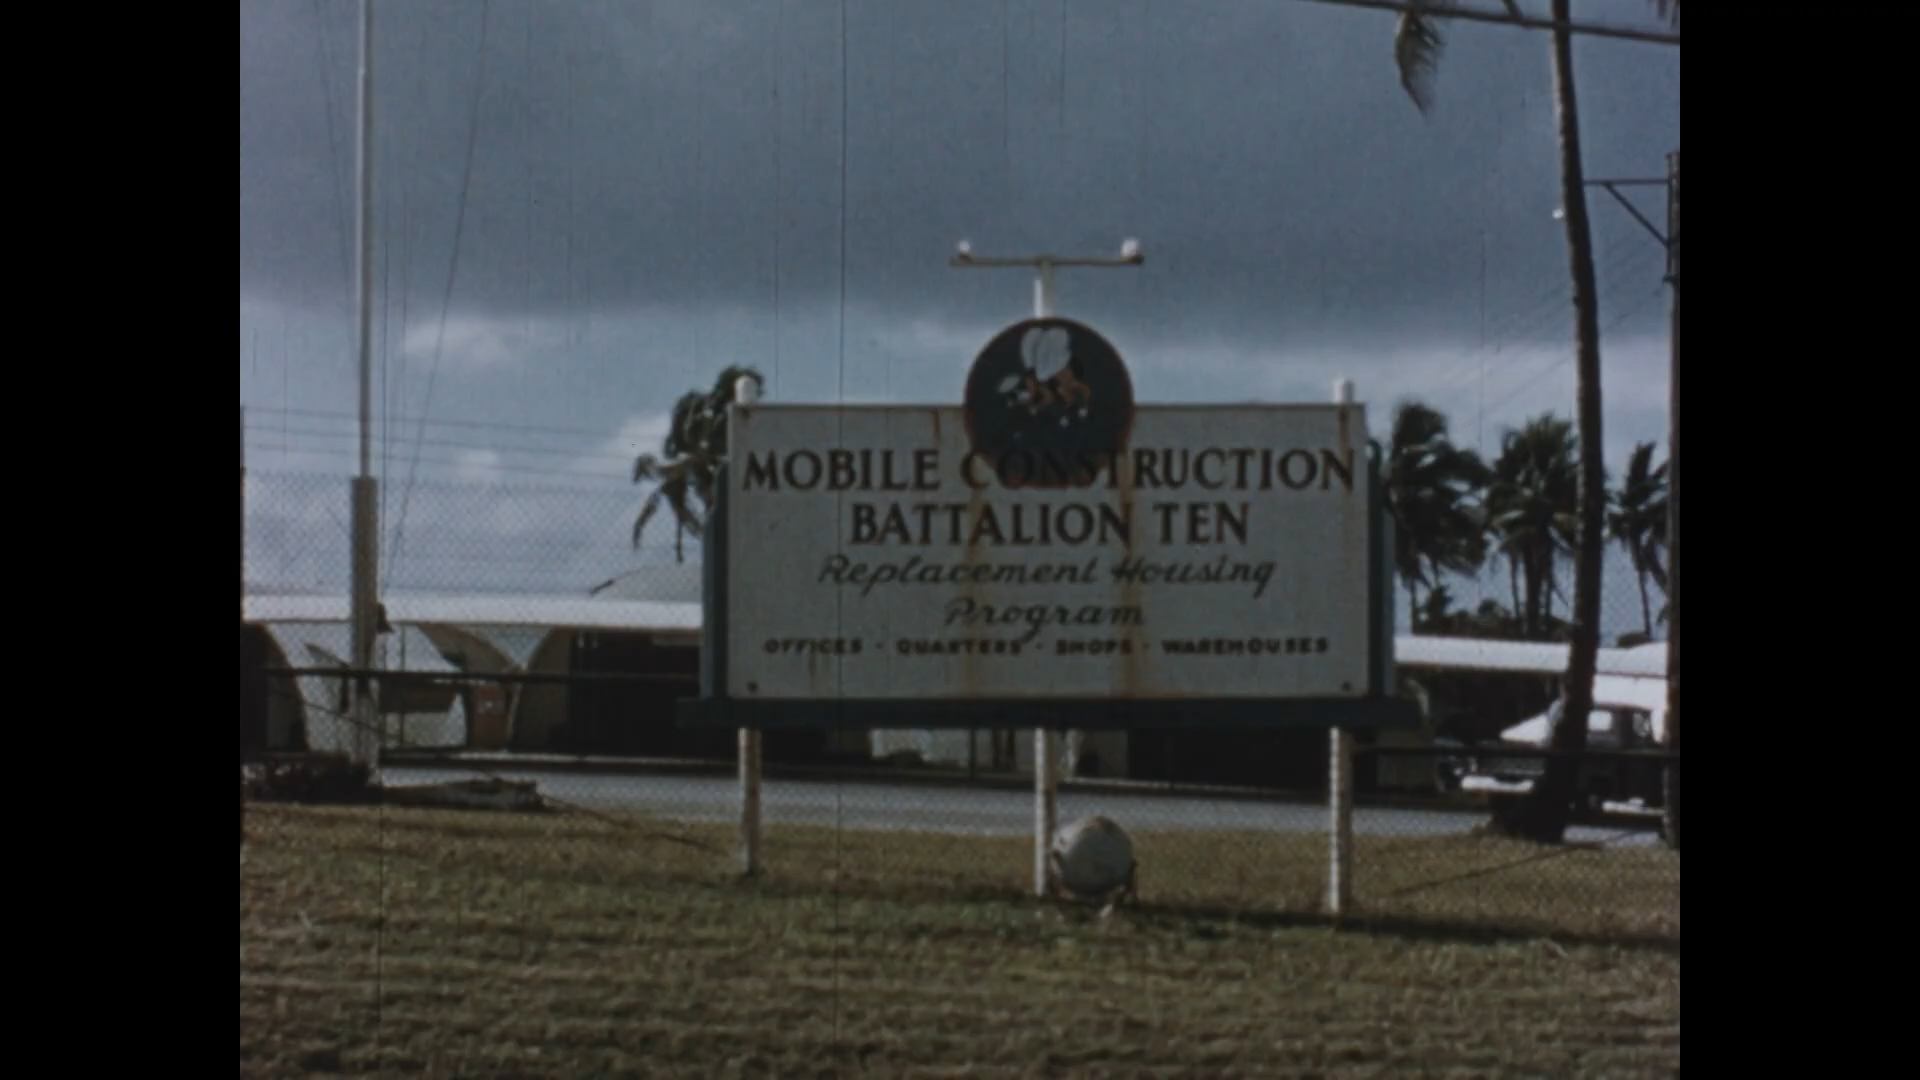 MOBILE CONSTRUCTION
BATTALION TEN
Replacement Housing
Program
OFFICES · QUARTERS · SHOPS · WAREHOUSES